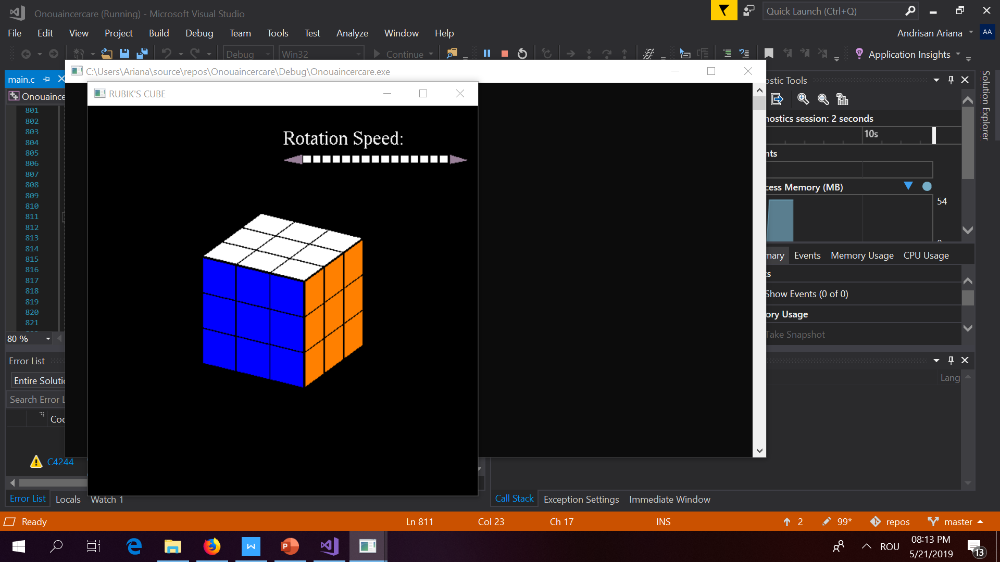 Onouaincercare (Running) - Microsoft Visual Studio
Quick Launch (Ctrl+Q)
File Edit View Project Build Debug Team Tools Test Analyze Window Help
Andrisan Ariana AA
Debug Win32 Continue Application Insights
main.c
C:\Users\Ariana\source\repos\Onouaincercare\Debug\Onouaincercare.exe
ostic Tools
Solution Explorer
Onouaince
RUBIK'S CUBE
801
802
803
804
805
806
807
808
809
810
811
812
813
814
815
816
817
818
819
820
821
Rotation Speed:
nostics session: 2 seconds
10s
nts
cess Memory (MB)
54
mary Events Memory Usage CPU Usage
ts
Show Events (0 of 0)
ory Usage
Take Snapshot
80 %
Error List
Entire Solutio
Search Error L
Cod
C4244
Lang
Error List Locals Watch 1
Call Stack Exception Settings Immediate Window
Ready Ln 811 Col 23 Ch 17 INS 2 99* repos master
ROU
08:13 PM
5/21/2019
13